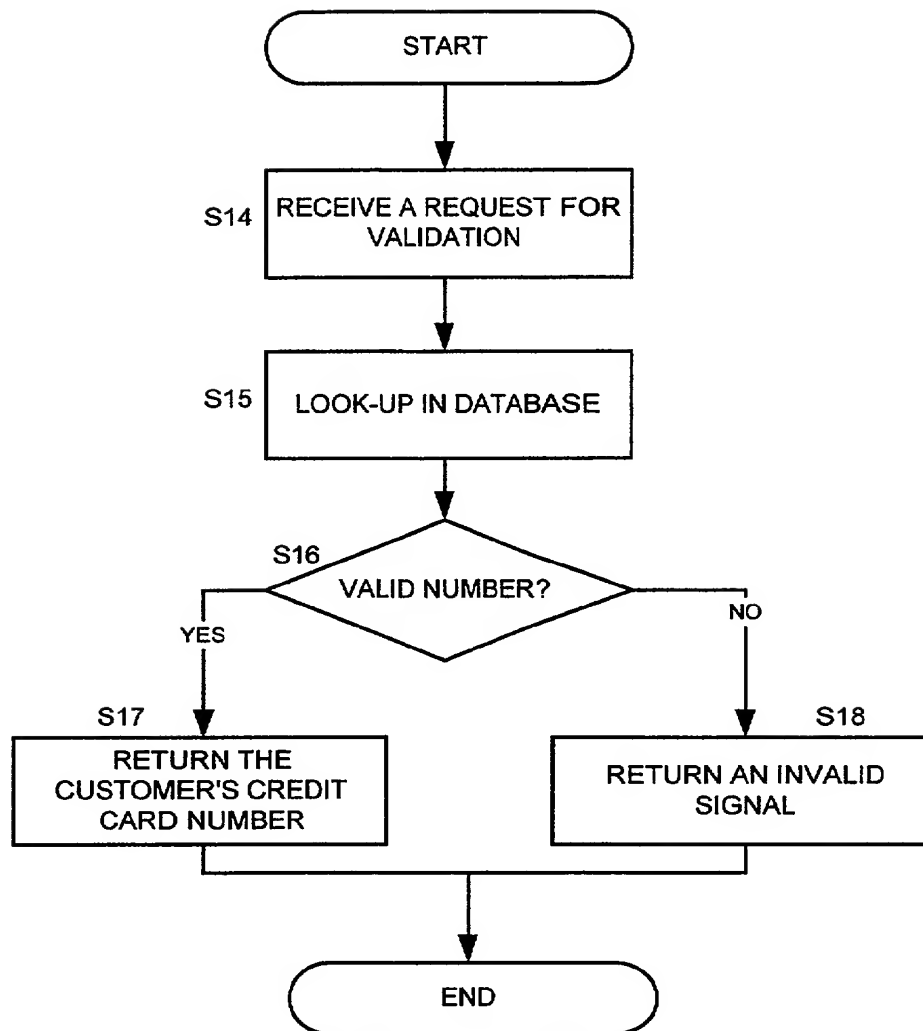 START
S14
RECEIVE A REQUEST FOR
VALIDATION
S15
LOOK-UP IN DATABASE
S16
VALID NUMBER?
YES
NO
S17
RETURN THE
CUSTOMER'S CREDIT
CARD NUMBER
S18
RETURN AN INVALID
SIGNAL
END